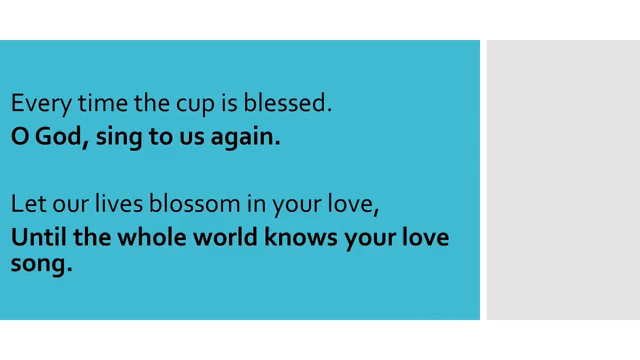 Every time the cup is blessed.
O God, sing to us again.
Let our lives blossom in your love,
Until the whole world knows your love
song.